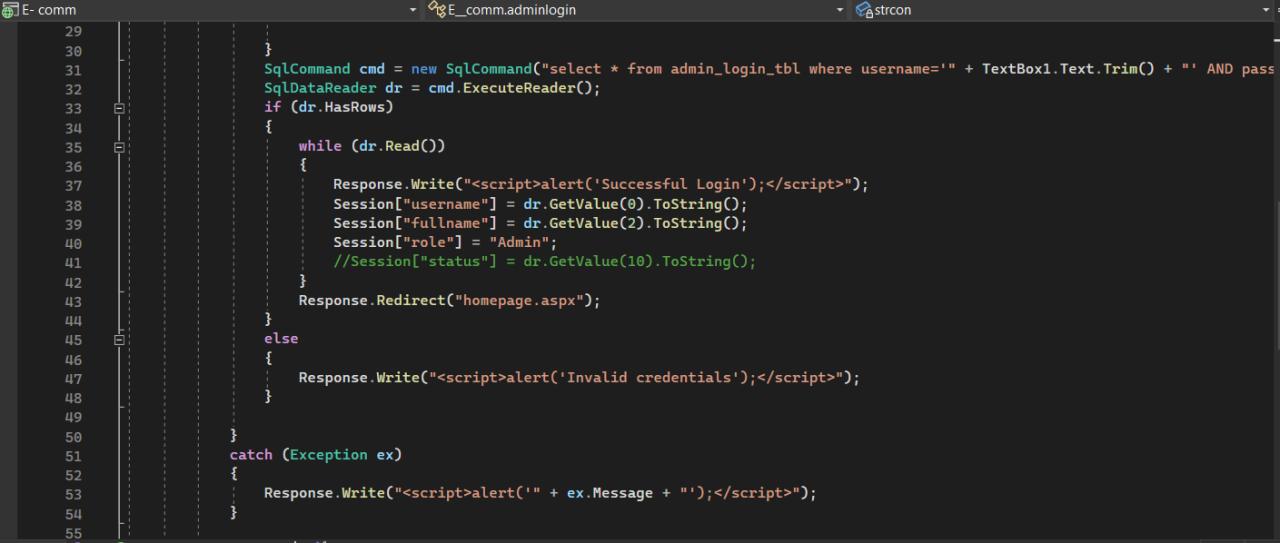 E- comm E__comm.adminlogin strcon
29
30 }
31 SqlCommand cmd = new SqlCommand("select * from admin_login_tbl where username='" + TextBox1.Text.Trim() + "' AND pass
32 SqlDataReader dr = cmd.ExecuteReader();
33 if (dr.HasRows)
34 {
35 while (dr.Read())
36 {
37 Response.Write("<script>alert('Successful Login');</script>");
38 Session["username"] = dr.GetValue(0).ToString();
39 Session["fullname"] = dr.GetValue(2).ToString();
40 Session["role"] = "Admin";
41 //Session["status"] = dr.GetValue(10).ToString();
42 }
43 Response.Redirect("homepage.aspx");
44 }
45 else
46 {
47 Response.Write("<script>alert('Invalid credentials');</script>");
48 }
49
50 }
51 catch (Exception ex)
52 {
53 Response.Write("<script>alert('" + ex.Message + "');</script>");
54 }
55